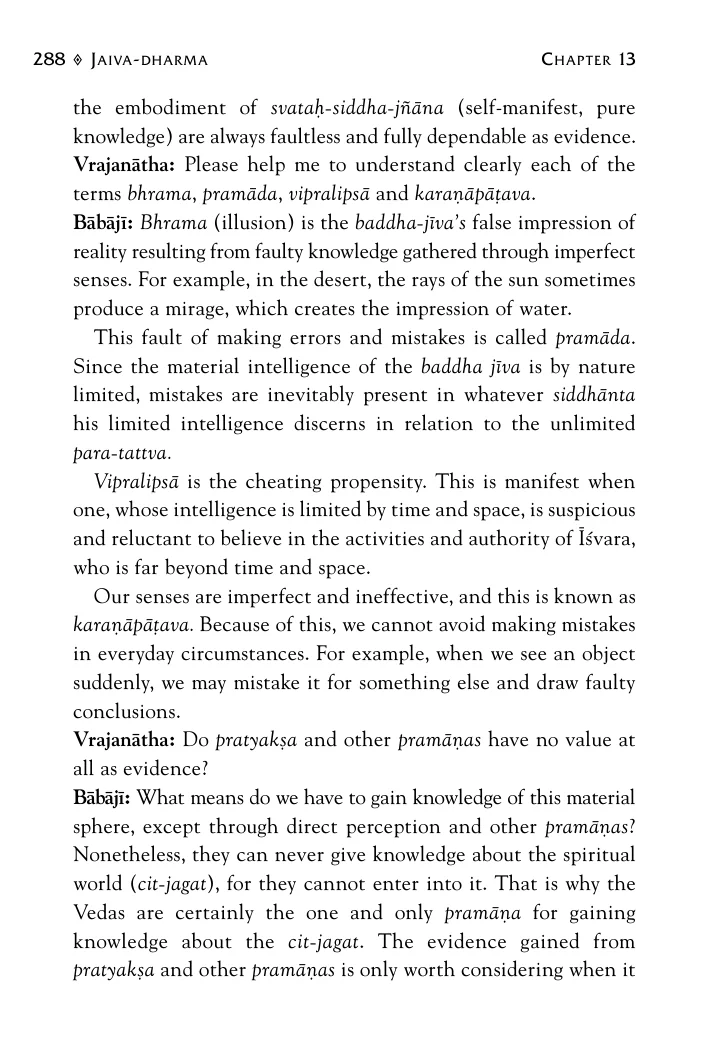 288 ◊ Jaiva-dharma Chapter 13
the embodiment of svataḥ-siddha-jñāna (self-manifest, pure
knowledge) are always faultless and fully dependable as evidence.
Vrajanātha: Please help me to understand clearly each of the
terms bhrama, pramāda, vipralipsā and karaṇāpāṭava.
Bābājī: Bhrama (illusion) is the baddha-jīva’s false impression of
reality resulting from faulty knowledge gathered through imperfect
senses. For example, in the desert, the rays of the sun sometimes
produce a mirage, which creates the impression of water.
This fault of making errors and mistakes is called pramāda.
Since the material intelligence of the baddha jīva is by nature
limited, mistakes are inevitably present in whatever siddhānta
his limited intelligence discerns in relation to the unlimited
para-tattva.
Vipralipsā is the cheating propensity. This is manifest when
one, whose intelligence is limited by time and space, is suspicious
and reluctant to believe in the activities and authority of Īśvara,
who is far beyond time and space.
Our senses are imperfect and ineffective, and this is known as
karaṇāpāṭava. Because of this, we cannot avoid making mistakes
in everyday circumstances. For example, when we see an object
suddenly, we may mistake it for something else and draw faulty
conclusions.
Vrajanātha: Do pratyakṣa and other pramāṇas have no value at
all as evidence?
Bābājī: What means do we have to gain knowledge of this material
sphere, except through direct perception and other pramāṇas?
Nonetheless, they can never give knowledge about the spiritual
world (cit-jagat), for they cannot enter into it. That is why the
Vedas are certainly the one and only pramāṇa for gaining
knowledge about the cit-jagat. The evidence gained from
pratyakṣa and other pramāṇas is only worth considering when it